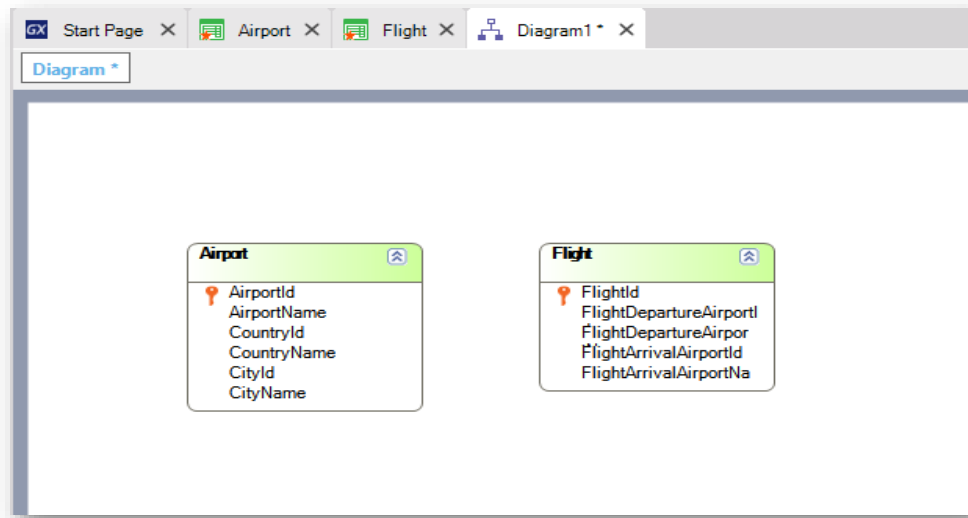 GX Start Page Airport Flight Diagram1 *
Diagram *
Airport
AirportId
AirportName
CountryId
CountryName
CityId
CityName
Flight
FlightId
FlightDepartureAirportI
FlightDepartureAirpor
FlightArrivalAirportId
FlightArrivalAirportNa